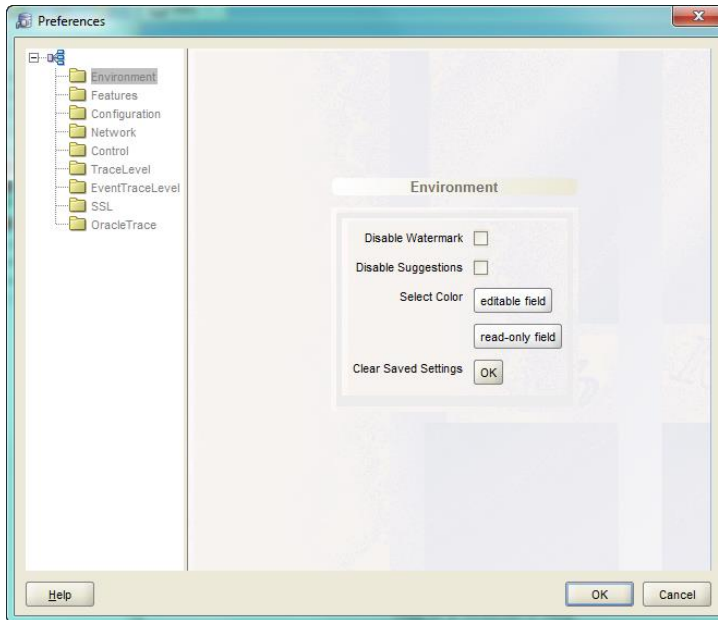 Preferences
Environment
Features
Configuration
Network
Control
TraceLevel
EventTraceLevel
SSL
OracleTrace
Environment
Disable Watermark
Disable Suggestions
Select Color editable field
read-only field
Clear Saved Settings OK
Help OK Cancel